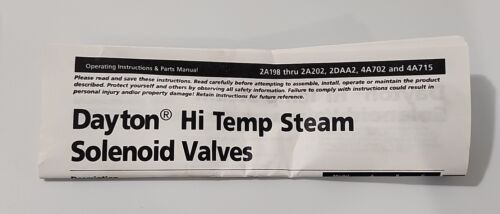 Operating Instructions & Parts Manual
2A198 thru 2A202, 2DAA2, 4A702 and 4A715
Please read and save these instructions. Read carefully before attempting to assemble, install, operate or maintain the product
described. Protect yourself and others by observing all safety information. Failure to comply with instructions could result in
personal injury and/or property damage! Retain instructions for future reference.
Dayton® Hi Temp Steam
Solenoid Valves
Description